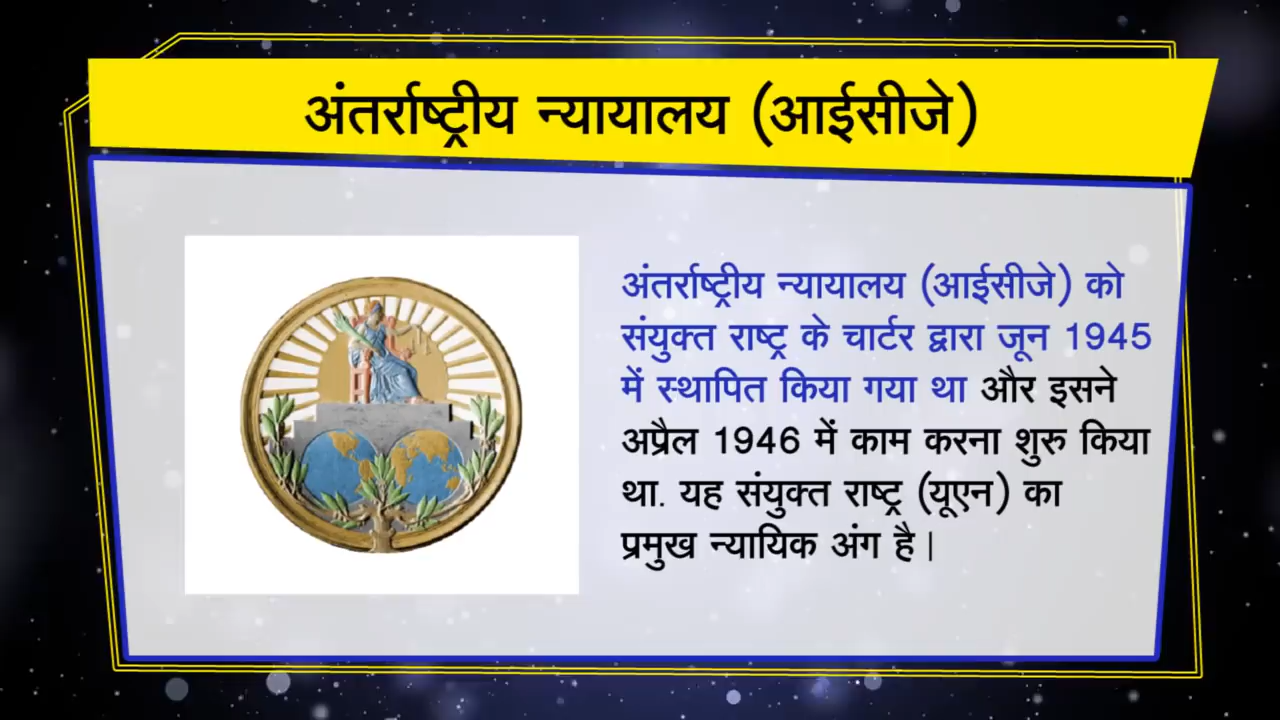 अंतर्राष्ट्रीय न्यायालय (आईसीजे)
अंतर्राष्ट्रीय न्यायालय (आईसीजे) को
संयुक्त राष्ट्र के चार्टर द्वारा जून 1945
में स्थापित किया गया था और इसने
अप्रैल 1946 में काम करना शुरु किया
था. यह संयुक्त राष्ट्र (यूएन) का
प्रमुख न्यायिक अंग है |